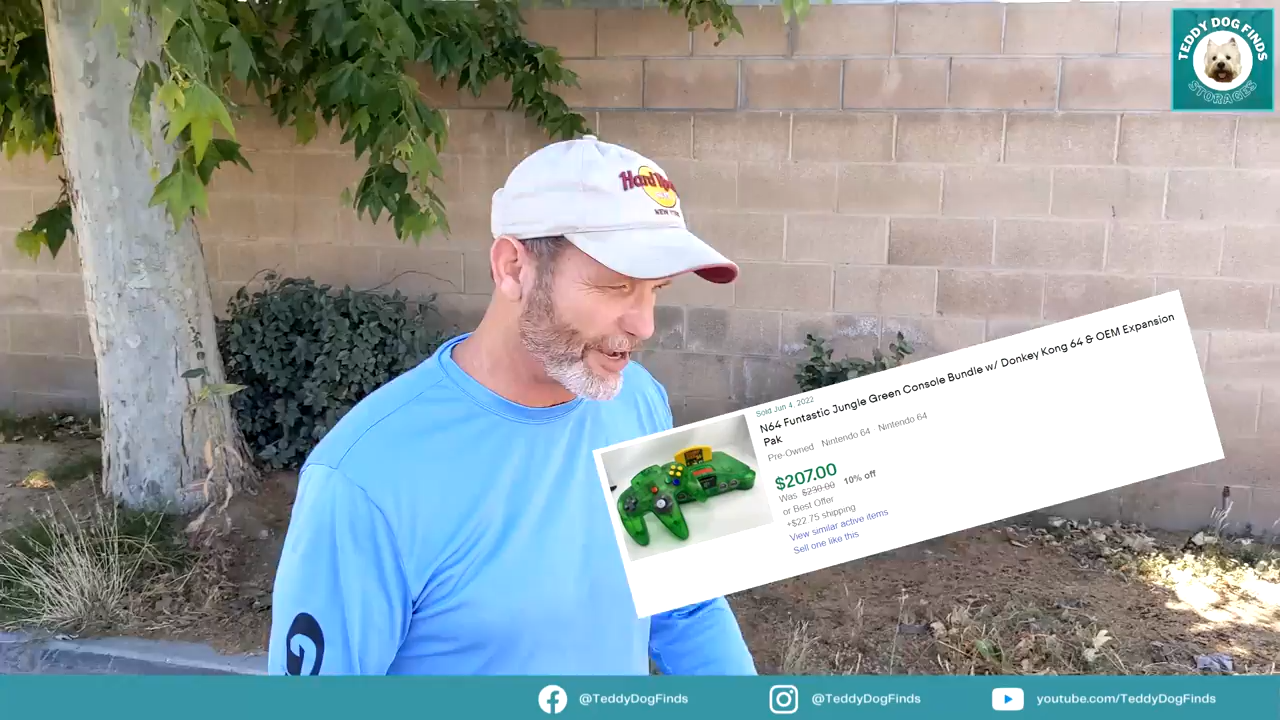 TEDDY DOG FINDS
STORAGES
Hard Ro
NEW YORK
Sold Jun 4, 2022
N64 Funtastic Jungle Green Console Bundle w/ Donkey Kong 64 & OEM Expansion
Pak
Pre-Owned · Nintendo 64 · Nintendo 64
$207.00
Was $230.00 10% off
or Best Offer
+$22.75 shipping
View similar active items
Sell one like this
@TeddyDogFinds
@TeddyDogFinds
youtube.com/TeddyDogFinds